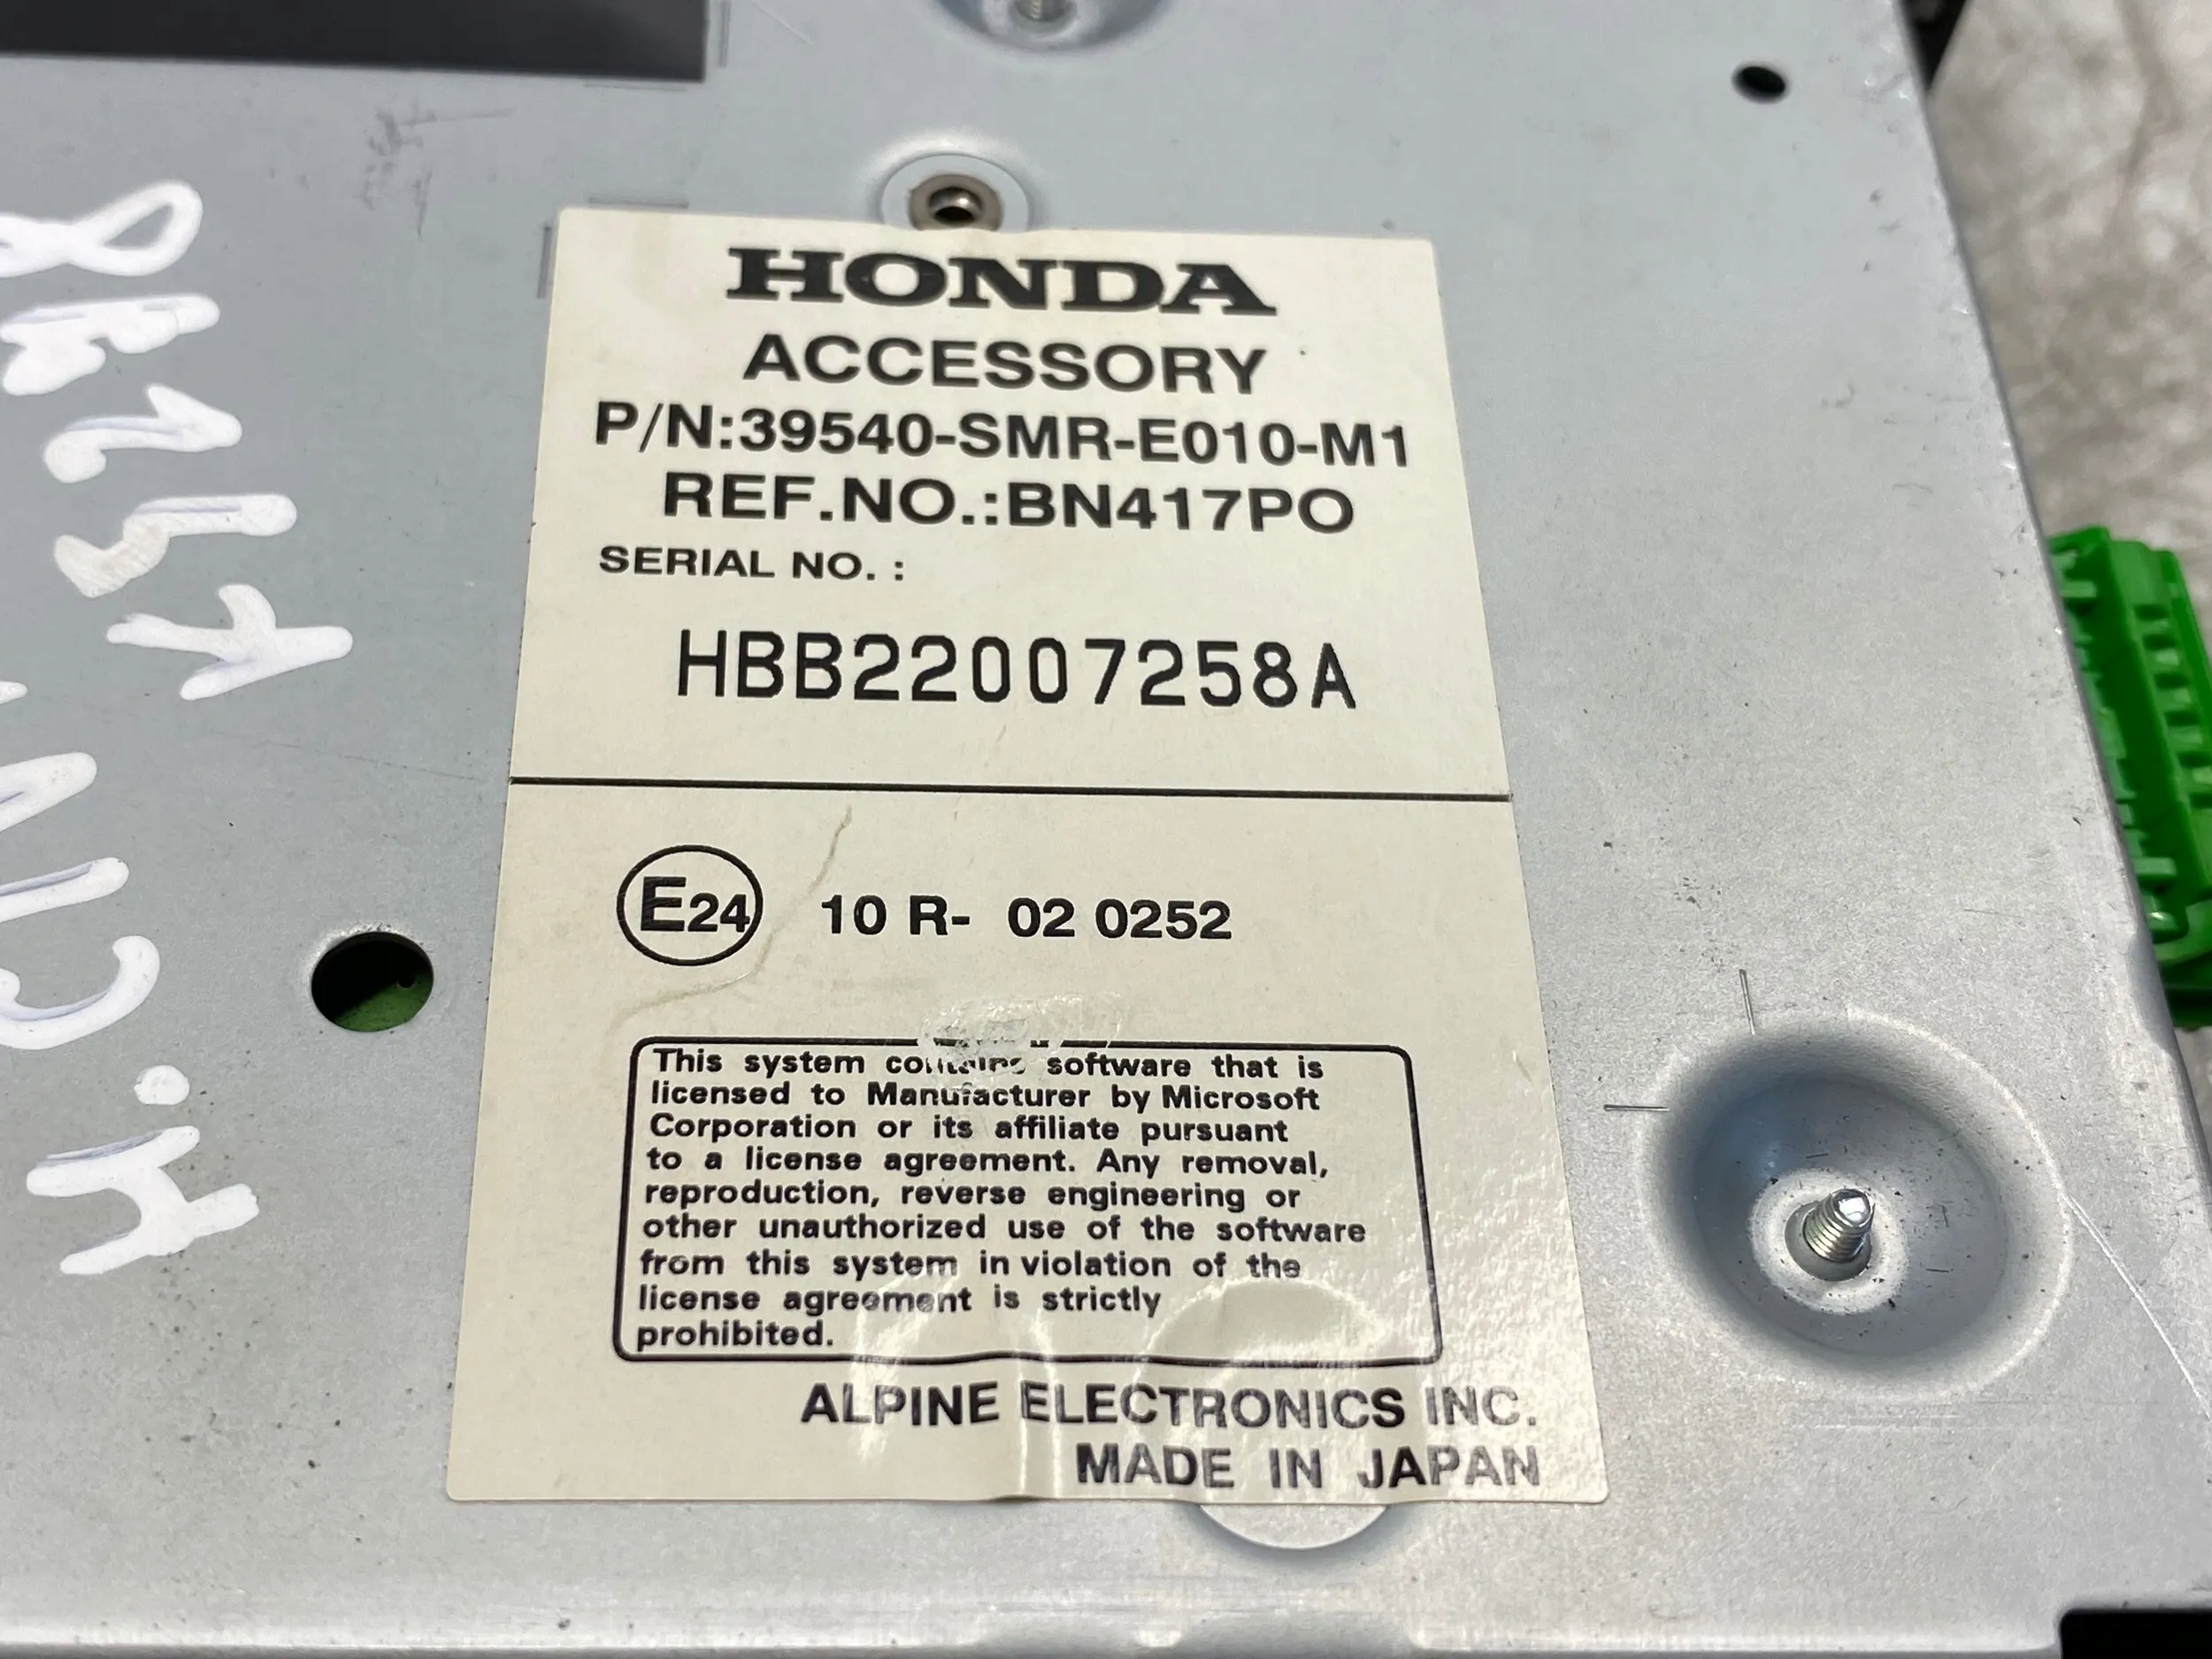 HONDA
ACCESSORY
P/N:39540-SMR-E010-M1
REF.NO.:BN417PO
SERIAL NO. :
HBB22007258A
E24 10 R- 02 0252
This system contains software that is
licensed to Manufacturer by Microsoft
Corporation or its affiliate pursuant
to a license agreement. Any removal,
reproduction, reverse engineering or
other unauthorized use of the software
from this system in violation of the
license agreement is strictly
prohibited.
ALPINE ELECTRONICS INC.
MADE IN JAPAN